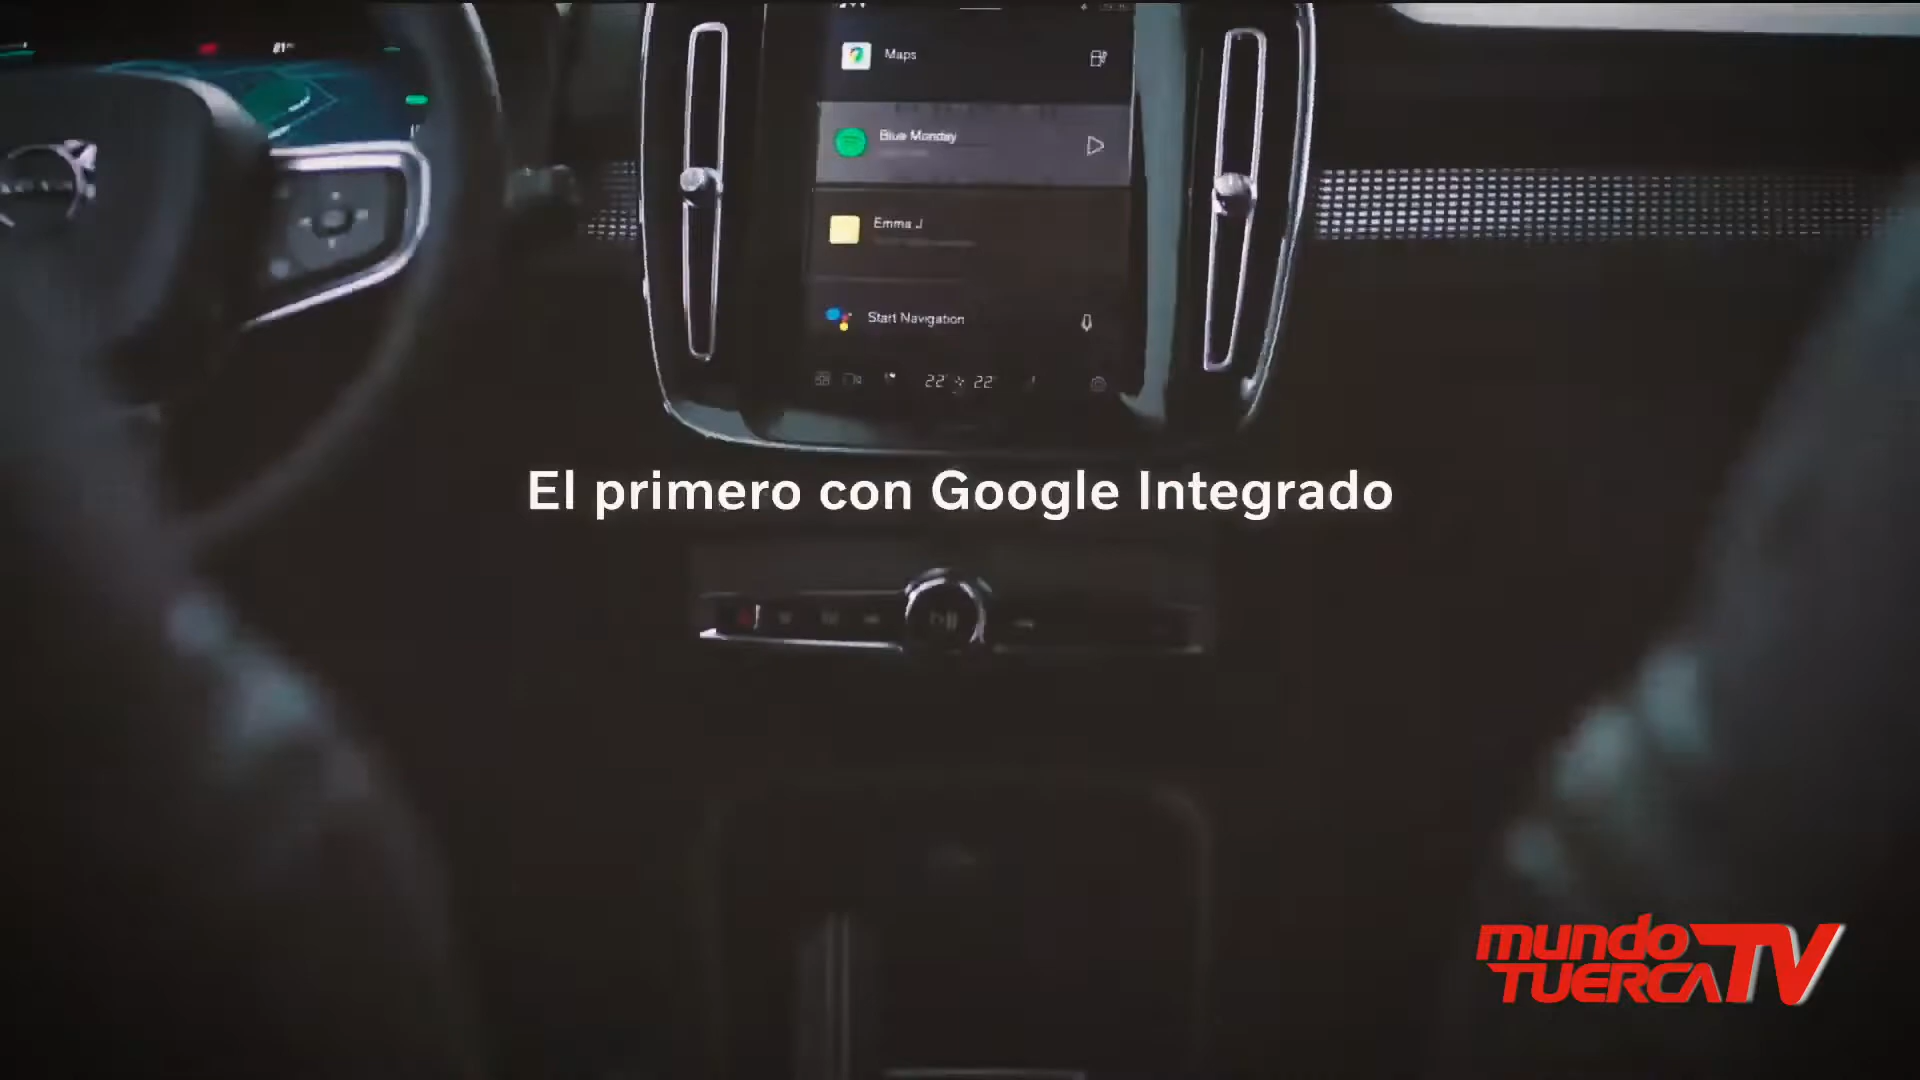 Maps
Blue Monday
Emma J
Start Navigation
22° 22°
El primero con Google Integrado
mundo
TUERCA TV